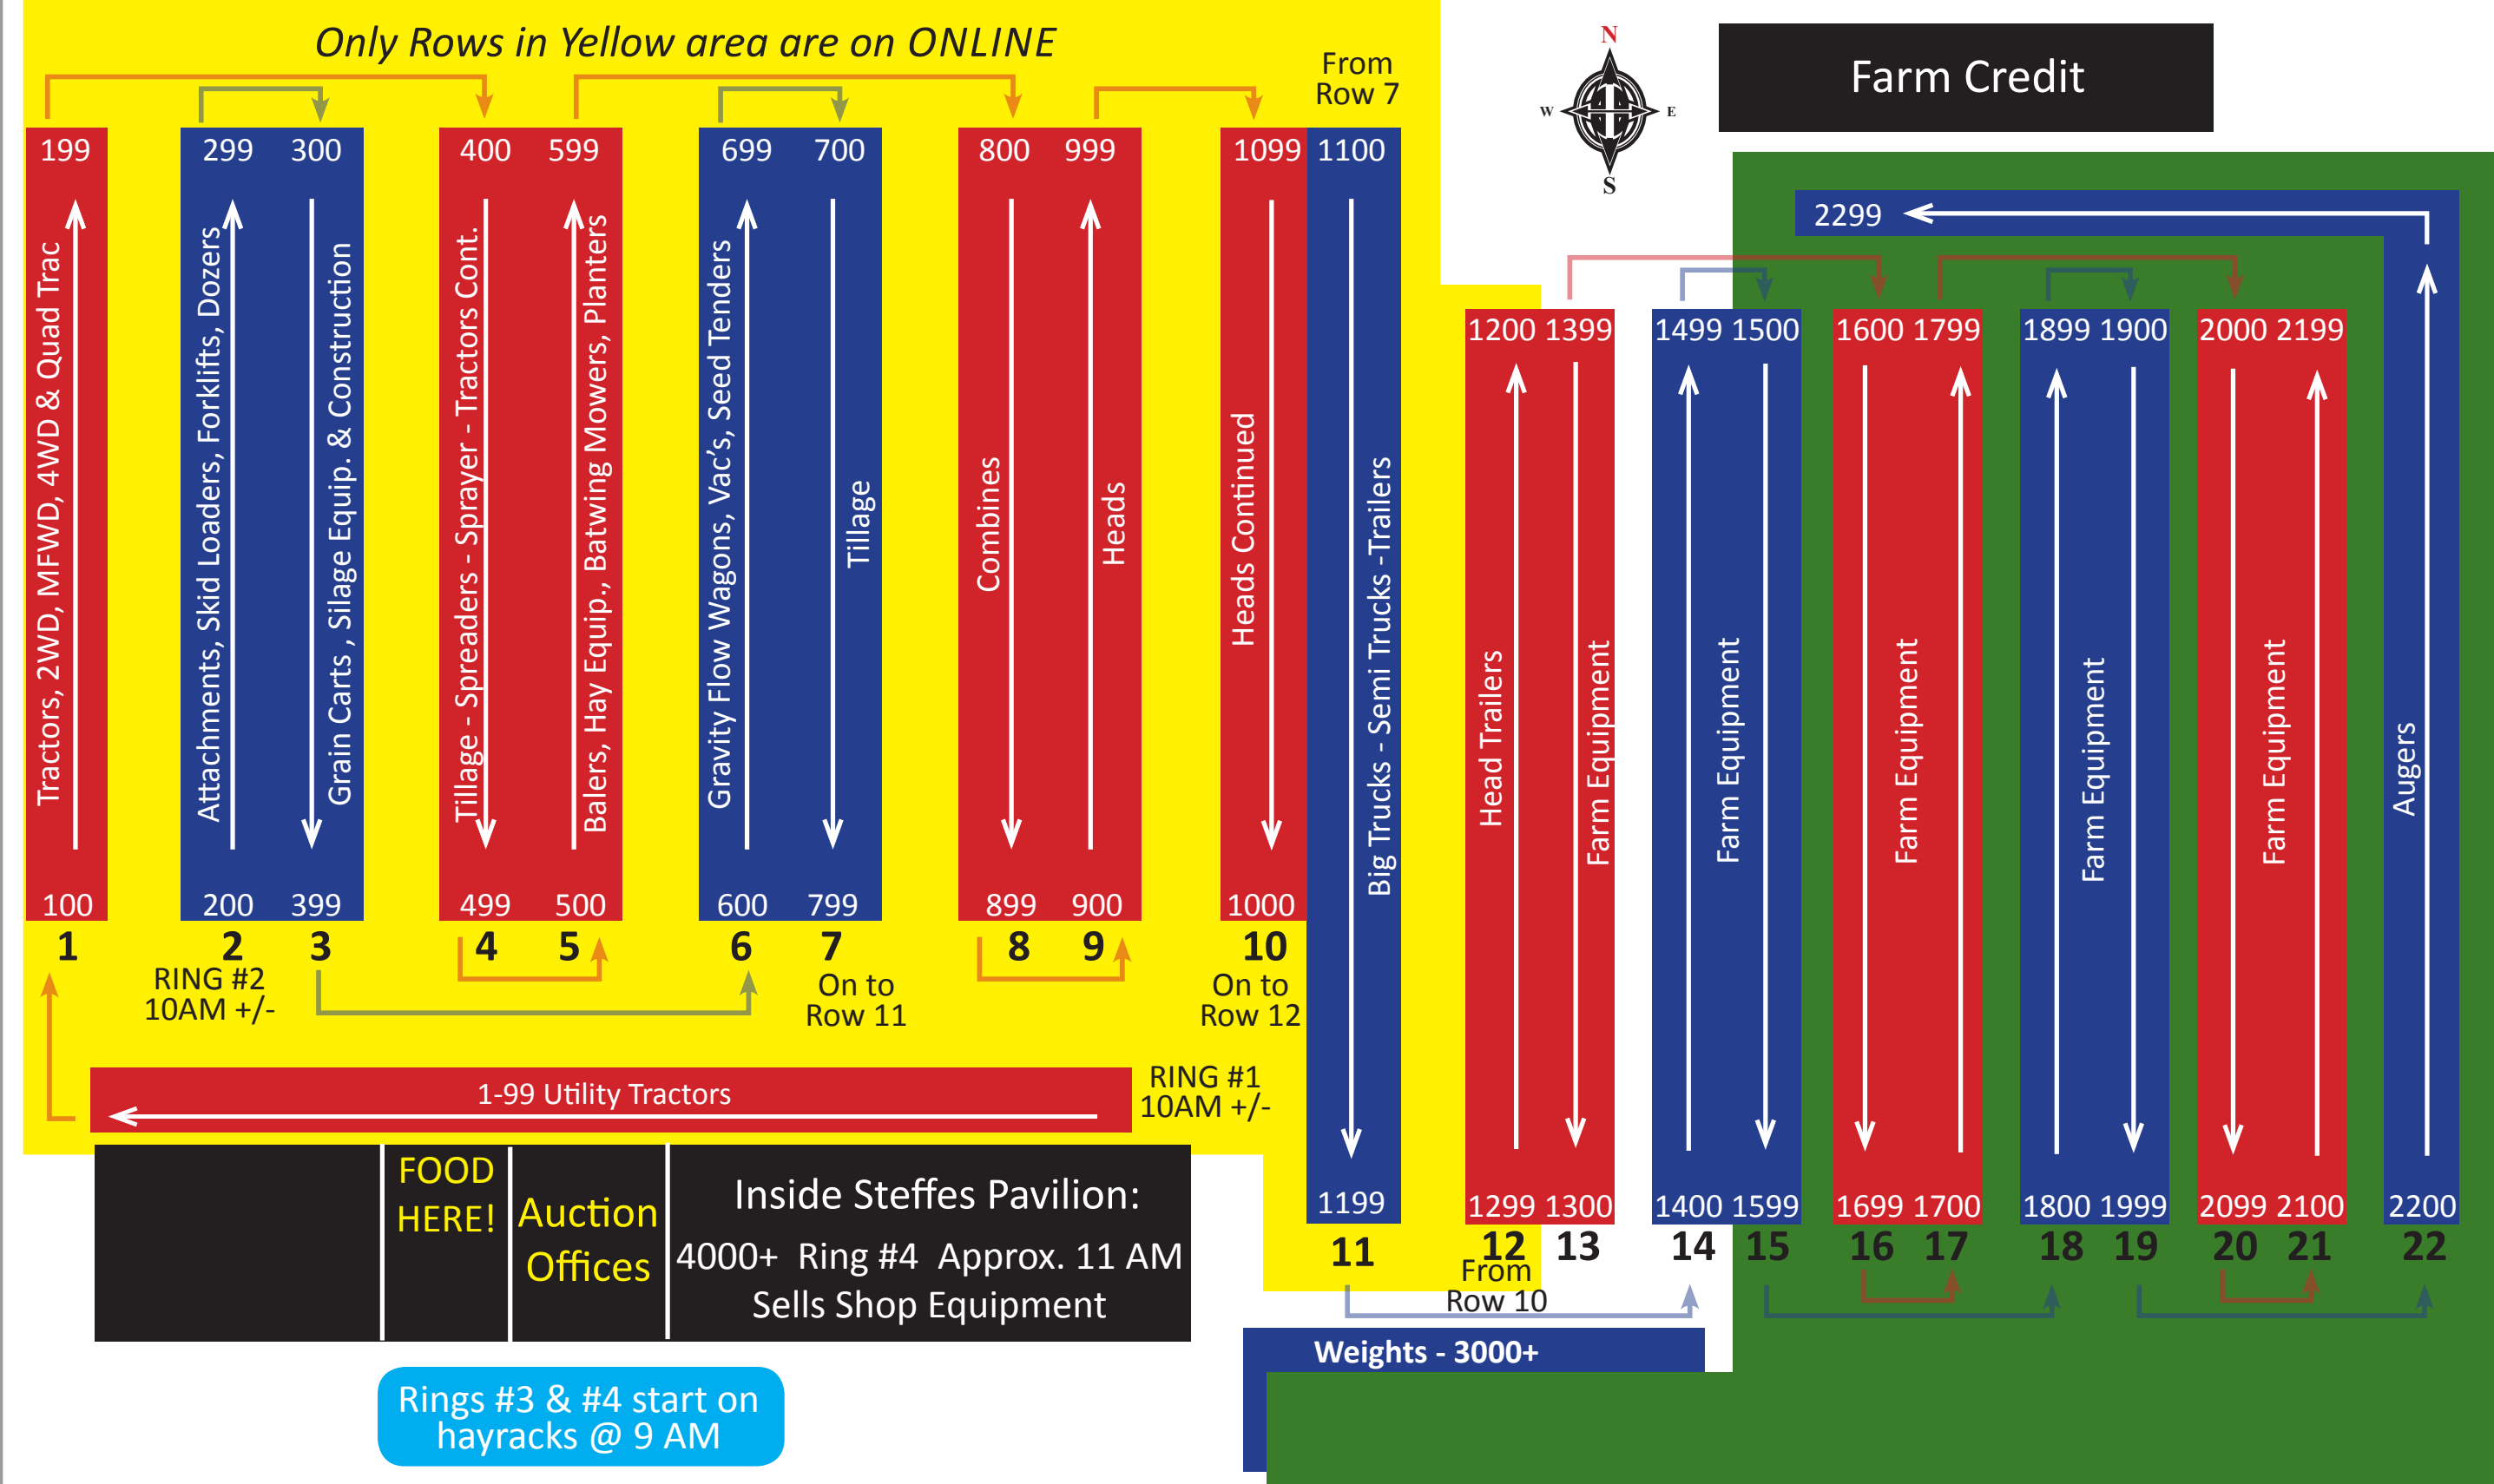 Only Rows in Yellow area are on ONLINE
From
Row 7
N
W
E
S
Farm Credit
199
299 300
400 599
699 700
800 999
1099 1100
Tractors, 2WD, MFWD, 4WD & Quad Trac
Attachments, Skid Loaders, Forklifts, Dozers
Grain Carts , Silage Equip. & Construction
Tillage - Spreaders - Sprayer - Tractors Cont.
Balers, Hay Equip., Batwing Mowers, Planters
Gravity Flow Wagons, Vac's, Seed Tenders
Tillage
Combines
Heads
Heads Continued
Big Trucks - Semi Trucks -Trailers
2299
1200 1399
1499 1500
1600 1799
1899 1900
2000 2199
Head Trailers
Farm Equipment
Farm Equipment
Farm Equipment
Farm Equipment
Farm Equipment
Augers
100
200 399
499 500
600 799
899 900
1000
1
2 3
4 5
6 7
8 9
10
RING #2
10AM +/-
On to
Row 11
On to
Row 12
1-99 Utility Tractors
RING #1
10AM +/-
1199
1299 1300
1400 1599
1699 1700
1800 1999
2099 2100
2200
11
12 13
14 15
16 17
18 19
20 21
22
From
Row 10
FOOD
HERE!
Auction
Offices
Inside Steffes Pavilion:
4000+ Ring #4 Approx. 11 AM
Sells Shop Equipment
Weights - 3000+
Rings #3 & #4 start on
hayracks @ 9 AM